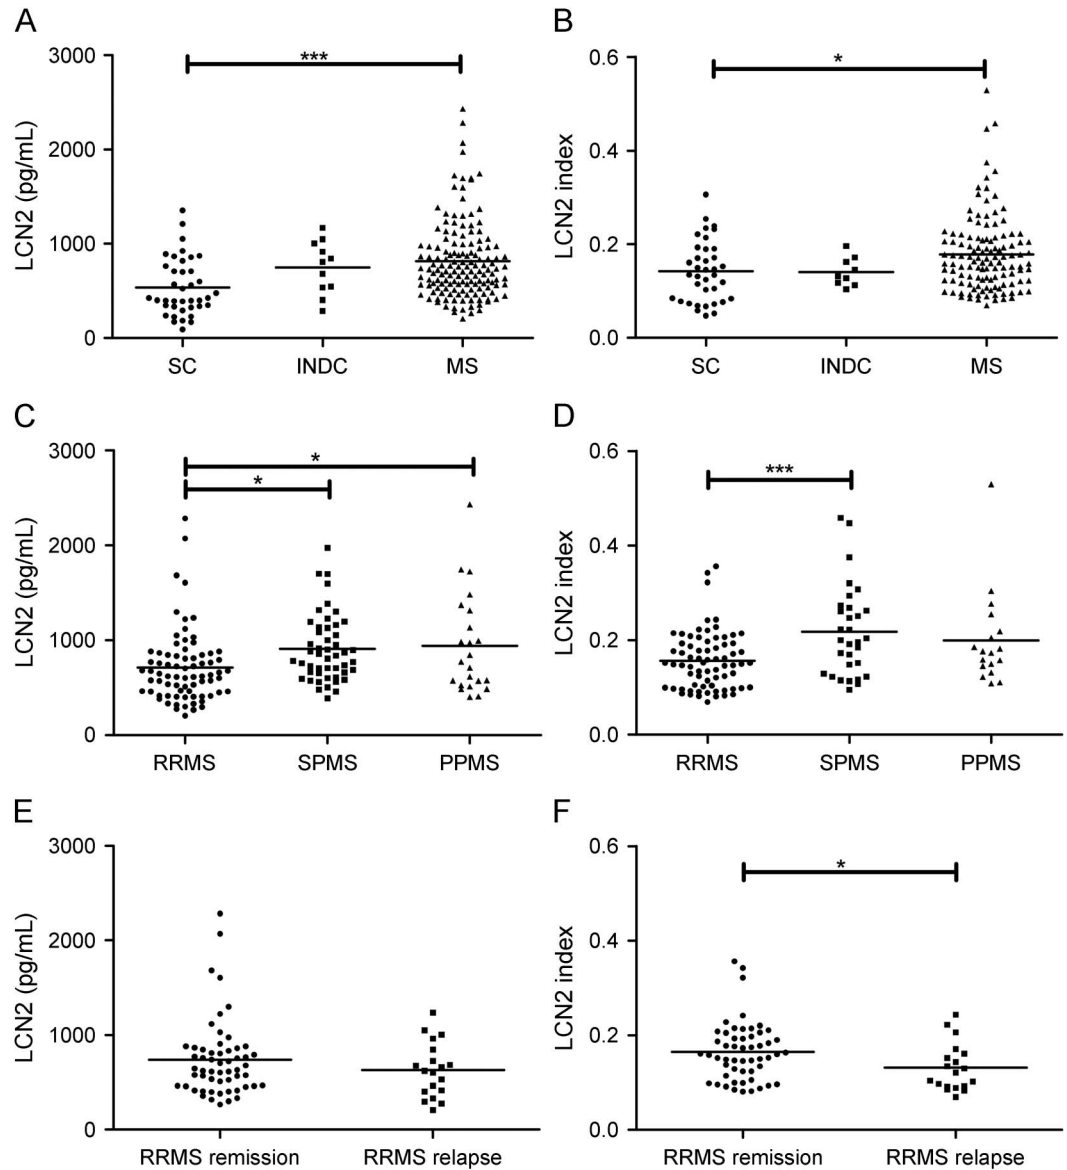 A
B
3000
2000
1000
0
LCN2 (pg/mL)
***
SC INDC MS
0.6
0.4
0.2
0.0
LCN2 index
*
SC INDC MS
C
D
3000
2000
1000
0
LCN2 (pg/mL)
*
*
RRMS SPMS PPMS
0.6
0.4
0.2
0.0
LCN2 index
***
RRMS SPMS PPMS
E
F
3000
2000
1000
0
LCN2 (pg/mL)
RRMS remission RRMS relapse
0.6
0.4
0.2
0.0
LCN2 index
*
RRMS remission RRMS relapse